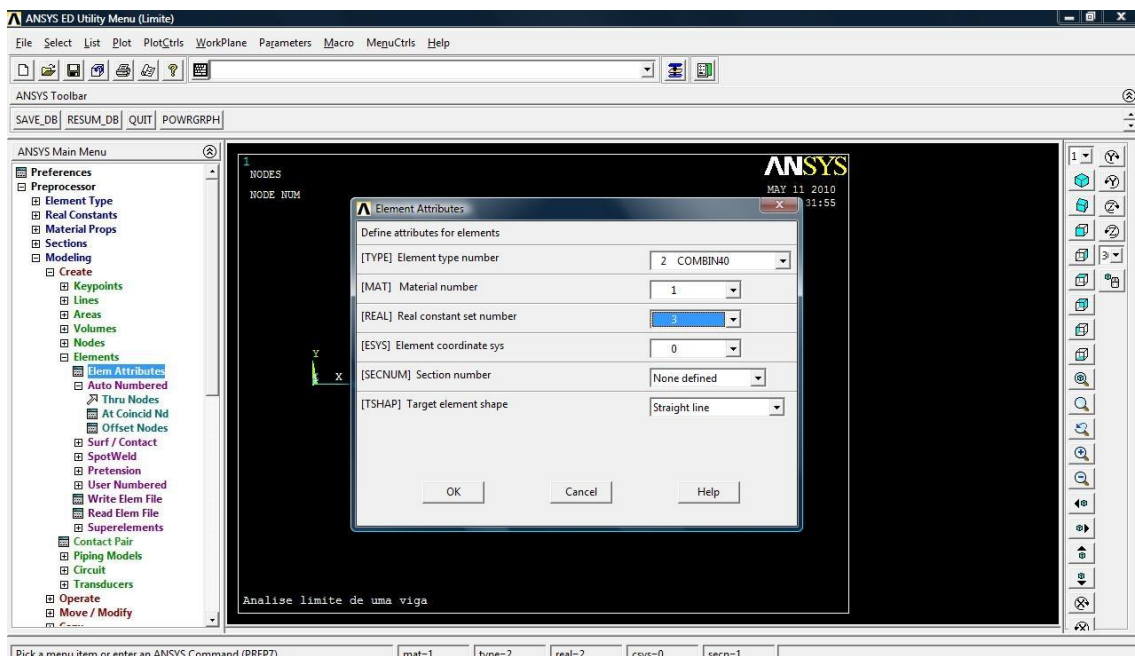 ANSYS ED Utility Menu (Limite)
File Select List Plot PlotCtrls WorkPlane Parameters Macro MenuCtrls Help
ANSYS Toolbar
SAVE_DB RESUM_DB QUIT POWRGRPH
ANSYS Main Menu
Preferences
Preprocessor
Element Type
Real Constants
Material Props
Sections
Modeling
Create
Keypoints
Lines
Areas
Volumes
Nodes
Elements
Elem Attributes
Auto Numbered
Thru Nodes
At Coincid Nd
Offset Nodes
Surf / Contact
SpotWeld
Pretension
User Numbered
Write Elem File
Read Elem File
Superelements
Contact Pair
Piping Models
Circuit
Transducers
Operate
Move / Modify
1
NODES
NODE NUM
ANSYS
MAY 11 2010
31:55
Y
X
Element Attributes
Define attributes for elements
[TYPE] Element type number 2 COMBIN40
[MAT] Material number 1
[REAL] Real constant set number 3
[ESYS] Element coordinate sys 0
[SECNUM] Section number None defined
[TSHAP] Target element shape Straight line
OK Cancel Help
Analise limite de uma viga
1
3
Pick a menu item or enter an ANSYS Command (PREP7) mat=1 type=2 real=2 csys=0 secn=1